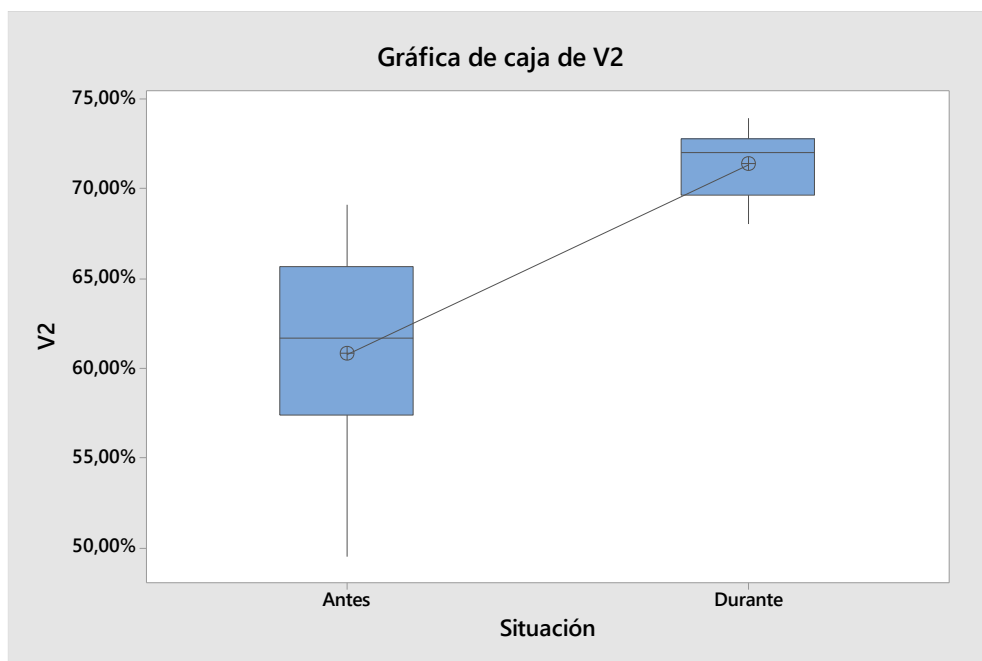 Gráfica de caja de V2
75,00%
70,00%
65,00%
60,00%
55,00%
50,00%
V2
Antes
Durante
Situación